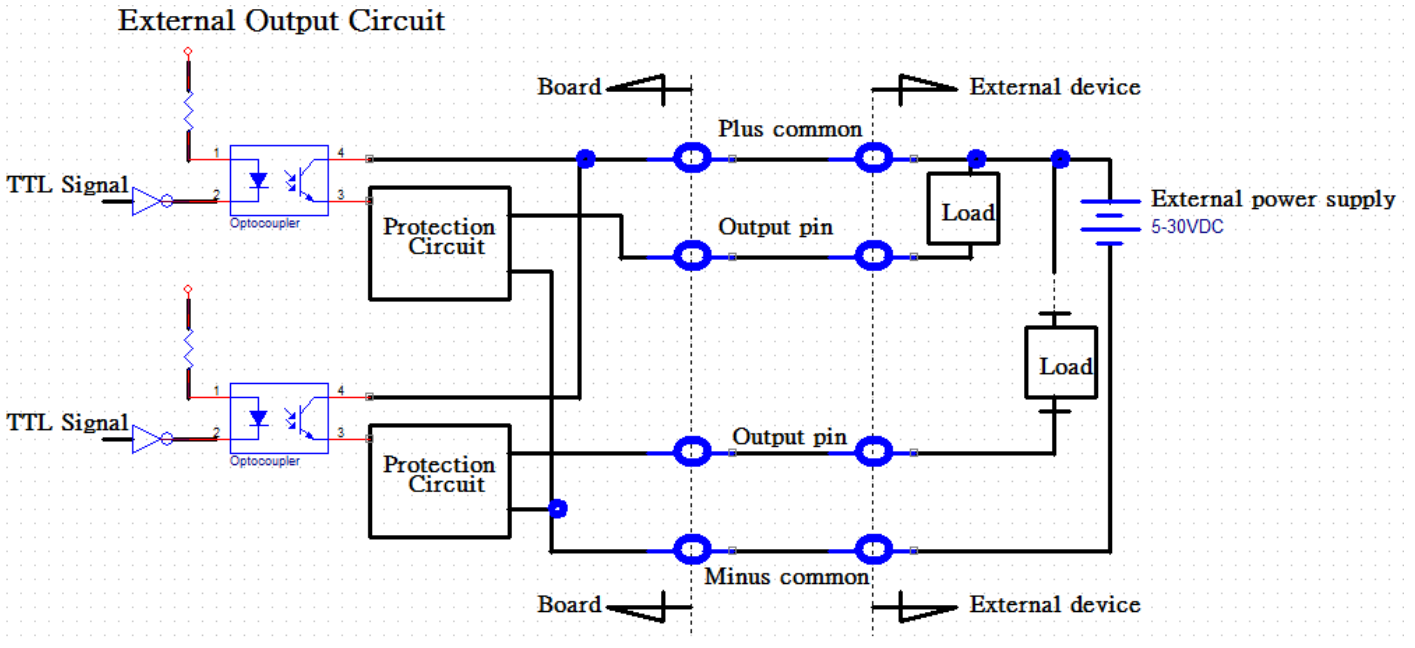 External Output Circuit
Board
External device
Plus common
1
4
TTL Signal
2
3
Optocoupler
Protection
Circuit
Output pin
Load
External power supply
5-30VDC
Load
1
4
TTL Signal
2
3
Optocoupler
Protection
Circuit
Output pin
Minus common
Board
External device